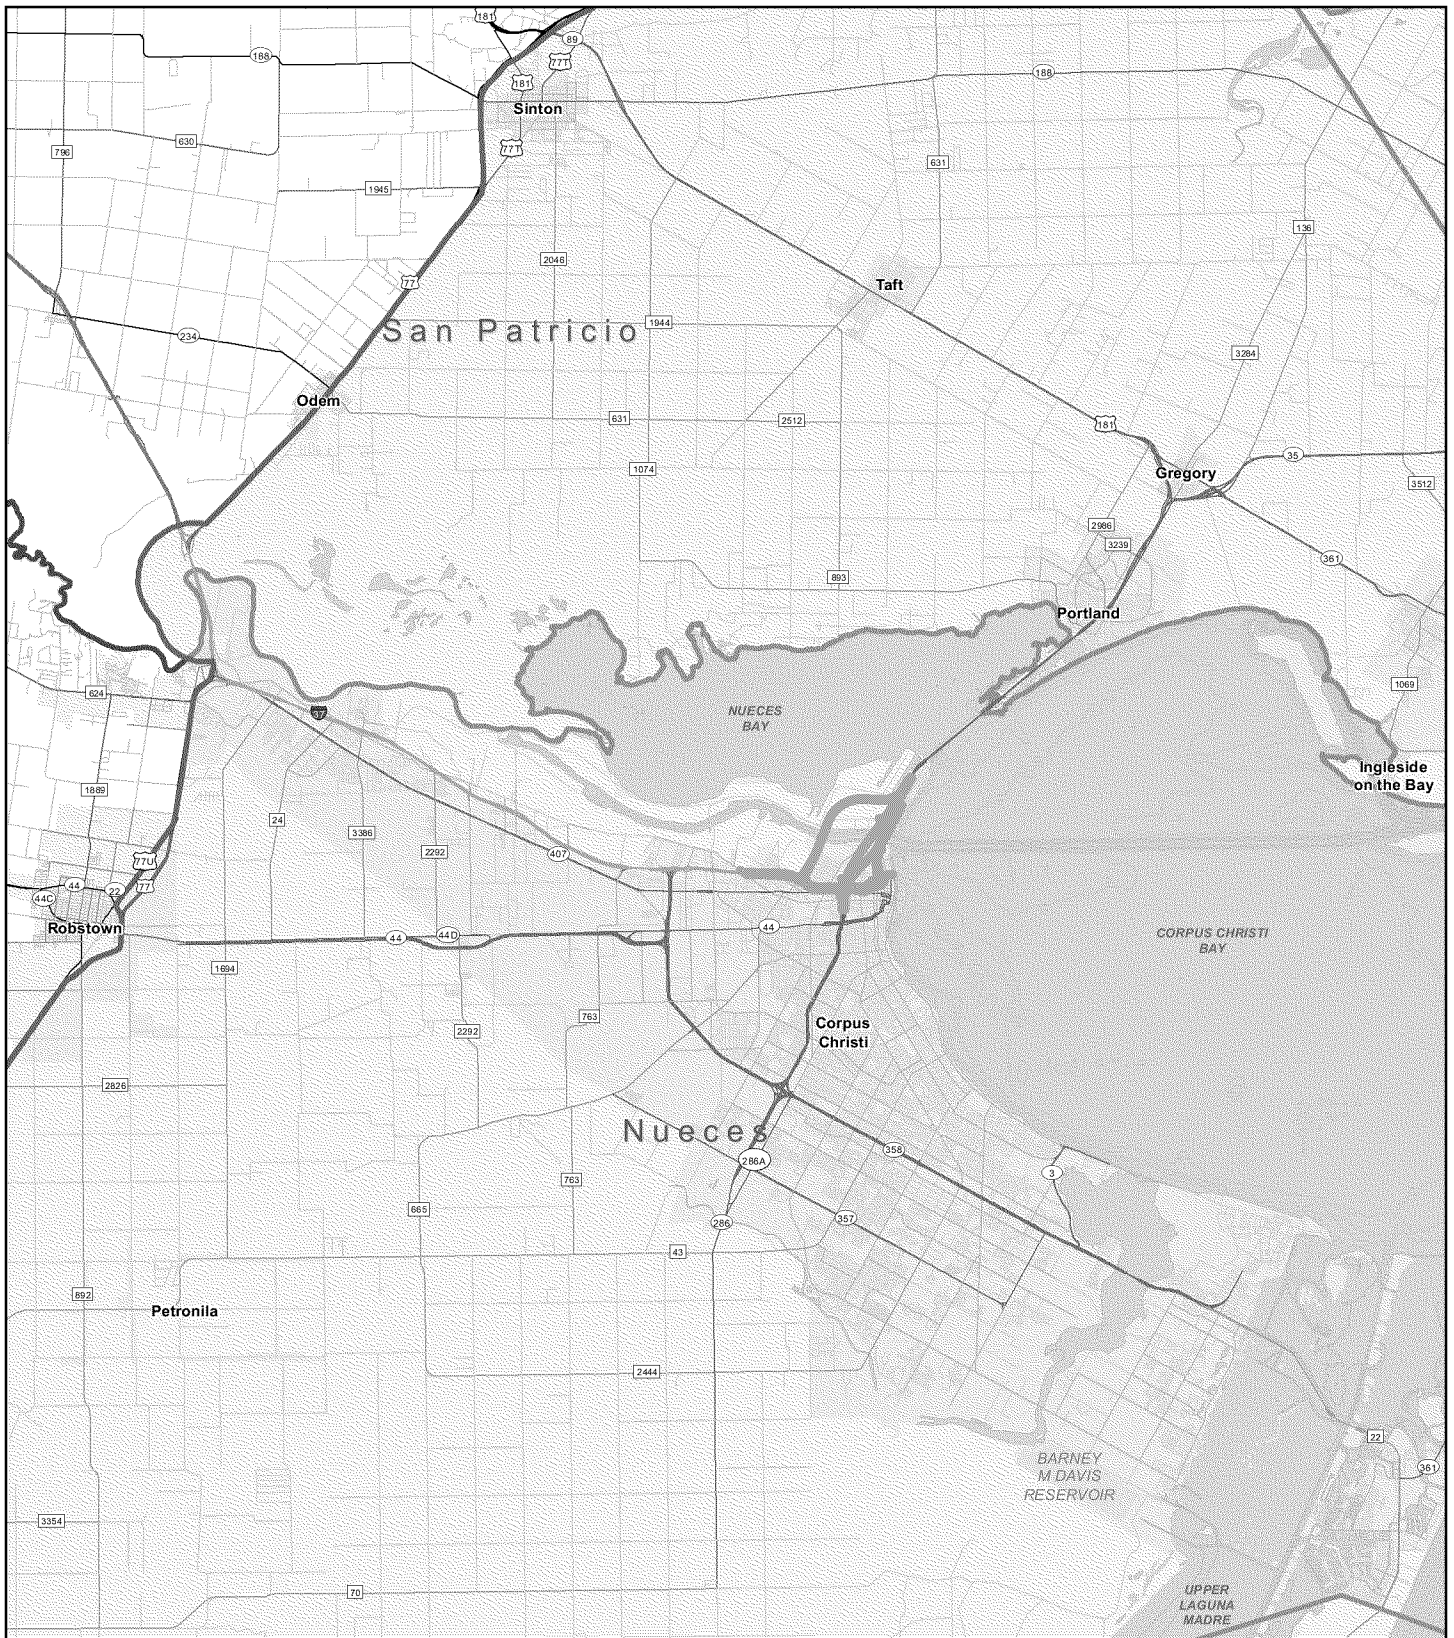 181
89
77T
188
188
181
Sinton
77T
630
796
631
1945
136
2046
77
Taft
1944
San Patricio
234
3284
Odem
631
2512
181
35
1074
Gregory
3512
2986
3239
361
893
Portland
624
1069
37
NUECES
BAY
Ingleside
on the Bay
1889
24
3386
2292
407
77U
77
44
22
44C
Robstown
44
44D
44
CORPUS CHRISTI
BAY
1694
763
2292
Corpus
Christi
2826
Nueces
358
286A
3
763
665
286
357
43
892
Petronila
2444
22
361
BARNEY
M DAVIS
RESERVOIR
3354
70
UPPER
LAGUNA
MADRE